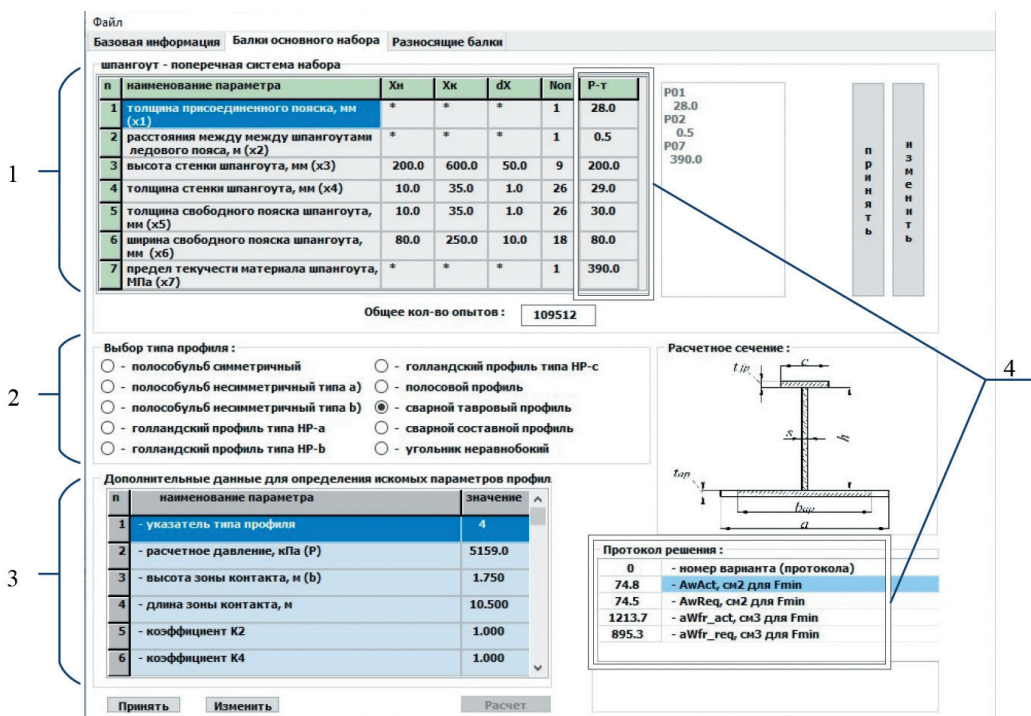 Файл
Базовая информация Балки основного набора Разносящие балки
шпангоут - поперечная система набора
n наименование параметра Хн Хк dX Nоп Р-т
1 толщина присоединенного пояска, мм (x1) * * * 1 28.0
2 расстояния между между шпангоутами ледового пояса, м (x2) * * * 1 0.5
3 высота стенки шпангоута, мм (x3) 200.0 600.0 50.0 9 200.0
4 толщина стенки шпангоута, мм (x4) 10.0 35.0 1.0 26 29.0
5 толщина свободного пояска шпангоута, мм (x5) 10.0 35.0 1.0 26 30.0
6 ширина свободного пояска шпангоута, мм (x6) 80.0 250.0 10.0 18 80.0
7 предел текучести материала шпангоута, МПа (x7) * * * 1 390.0
P01
28.0
P02
0.5
P07
390.0
принять
изменить
Общее кол-во опытов : 109512
1
Выбор типа профиля :
- полособульб симметричный
- полособульб несимметричный типа a)
- полособульб несимметричный типа b)
- голландский профиль типа HP-a
- голландский профиль типа HP-b
- голландский профиль типа HP-c
- полосовой профиль
- сварной тавровый профиль
- сварной составной профиль
- угольник неравнобокий
2
Расчетное сечение :
c
s
h
a
4
Дополнительные данные для определения искомых параметров профил
n наименование параметра значение
1 - указатель типа профиля 4
2 - расчетное давление, кПа (P) 5159.0
3 - высота зоны контакта, м (b) 1.750
4 - длина зоны контакта, м 10.500
5 - коэффициент K2 1.000
6 - коэффициент K4 1.000
3
Протокол решения :
0 - номер варианта (протокола)
74.8 - AwAct, см2 для Fmin
74.5 - AwReq, см2 для Fmin
1213.7 - aWfr_act, см3 для Fmin
895.3 - aWfr_req, см3 для Fmin
Принять Изменить Расчет